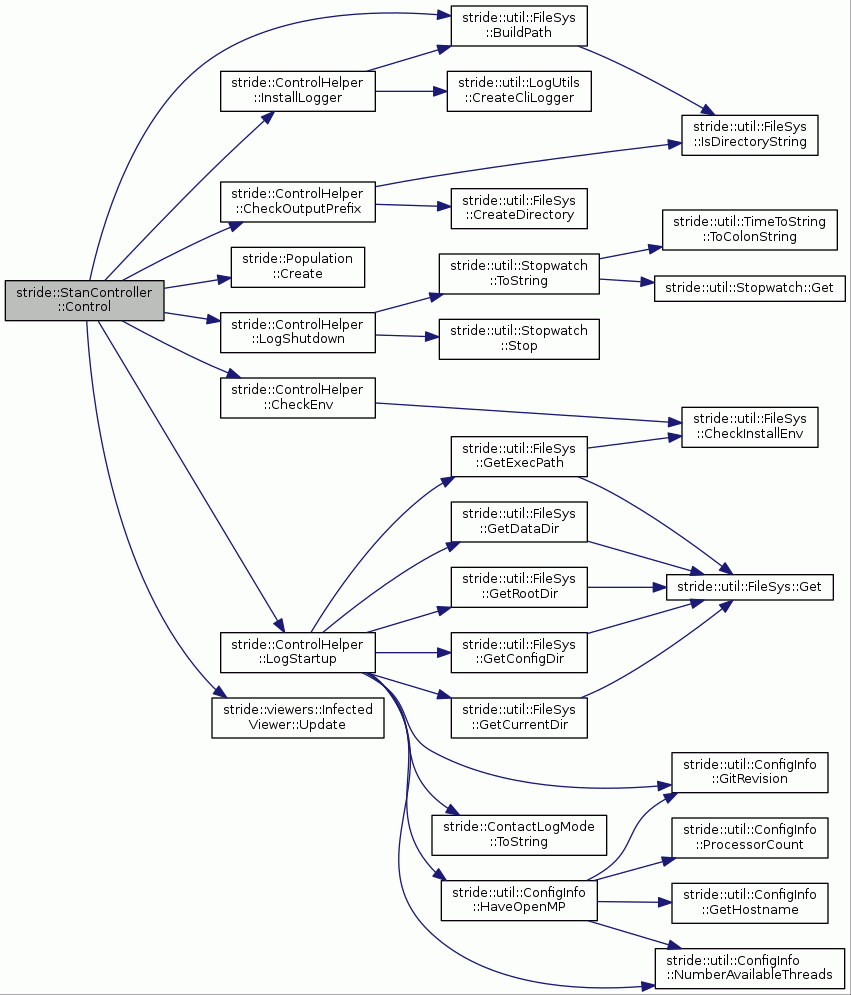 stride::util::FileSys
::BuildPath
stride::ControlHelper
::InstallLogger
stride::util::LogUtils
::CreateCliLogger
stride::util::FileSys
::IsDirectoryString
stride::ControlHelper
::CheckOutputPrefix
stride::util::FileSys
::CreateDirectory
stride::util::TimeToString
::ToColonString
stride::Population
::Create
stride::util::Stopwatch
::ToString
stride::util::Stopwatch::Get
stride::StanController
::Control
stride::ControlHelper
::LogShutdown
stride::util::Stopwatch
::Stop
stride::ControlHelper
::CheckEnv
stride::util::FileSys
::CheckInstallEnv
stride::util::FileSys
::GetExecPath
stride::util::FileSys
::GetDataDir
stride::util::FileSys
::GetRootDir
stride::util::FileSys::Get
stride::ControlHelper
::LogStartup
stride::util::FileSys
::GetConfigDir
stride::viewers::Infected
Viewer::Update
stride::util::FileSys
::GetCurrentDir
stride::util::ConfigInfo
::GitRevision
stride::ContactLogMode
::ToString
stride::util::ConfigInfo
::ProcessorCount
stride::util::ConfigInfo
::HaveOpenMP
stride::util::ConfigInfo
::GetHostname
stride::util::ConfigInfo
::NumberAvailableThreads